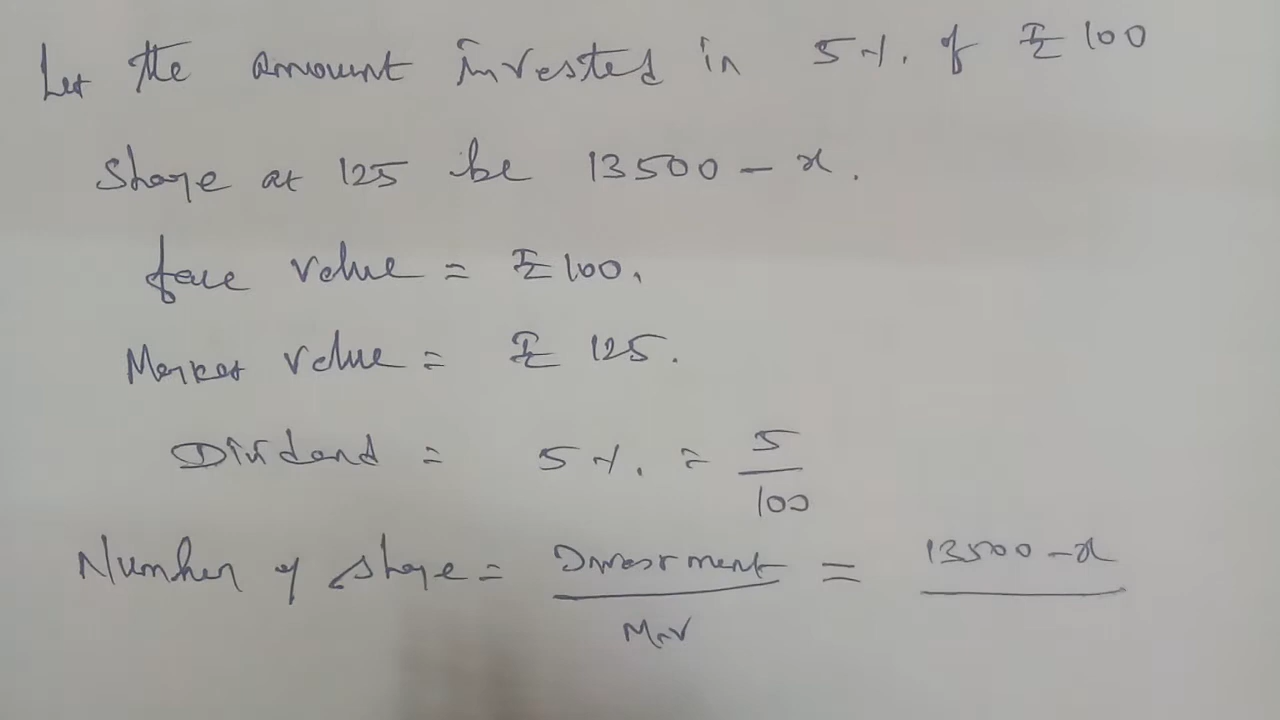 Let the amount invested in 5%. of ₹ 100
Share at 125 be 13500 - x.
face value = ₹ 100.
Market value = ₹ 125.
Dividend = 5%. = 5/100
Number of share = Investment/M.V = 13500 - x